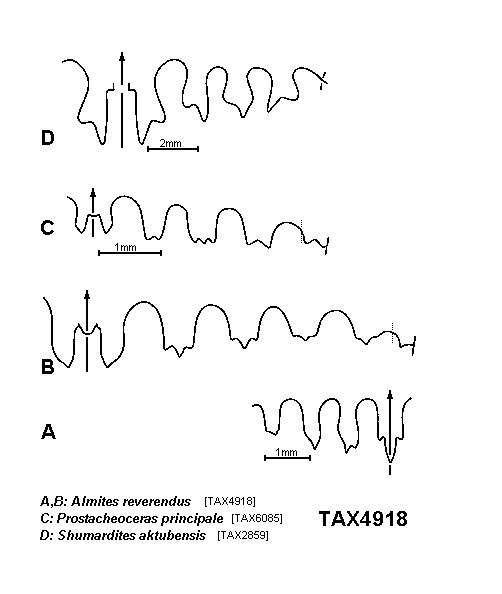 D
2mm
C
1mm
B
A
1mm
A,B: Almites reverendus [TAX4918]
C: Prostacheoceras principale [TAX6085]
D: Shumardites aktubensis [TAX2859]
TAX4918